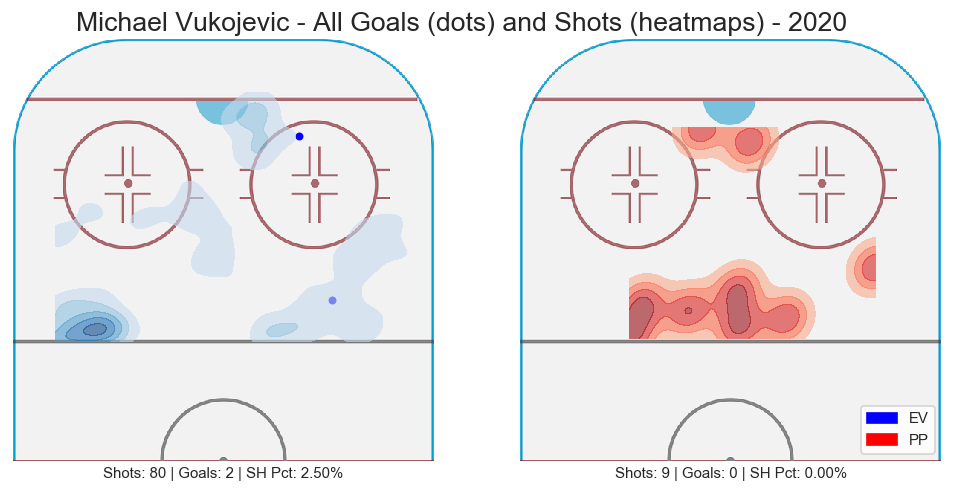 Michael Vukojevic - All Goals (dots) and Shots (heatmaps) - 2020
EV
PP
Shots: 80 | Goals: 2 | SH Pct: 2.50%
Shots: 9 | Goals: 0 | SH Pct: 0.00%